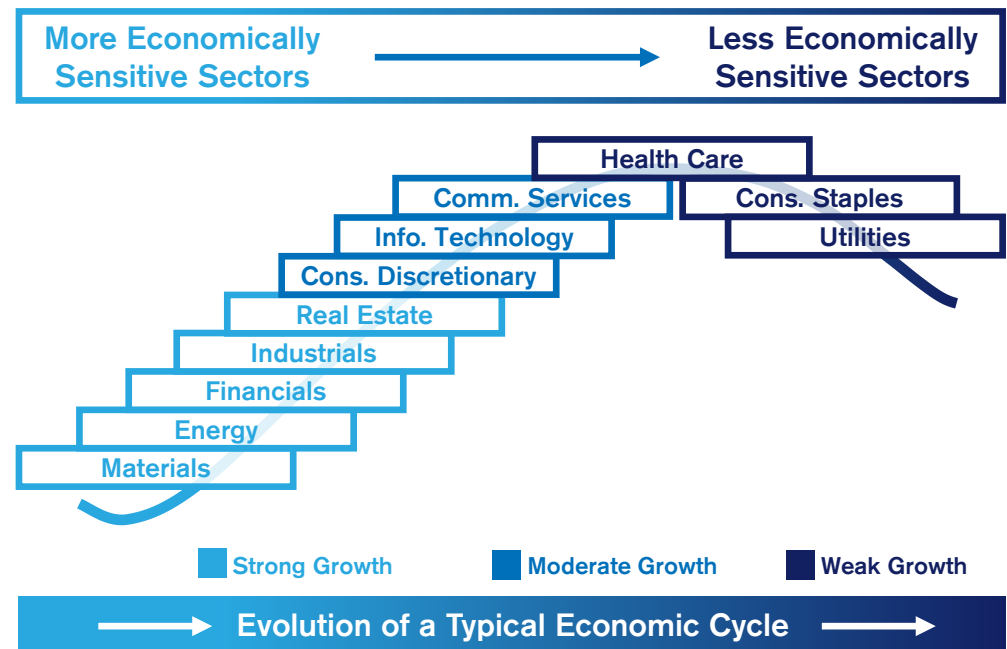 More Economically
Sensitive Sectors
Less Economically
Sensitive Sectors
Health Care
Comm. Services
Cons. Staples
Info. Technology
Utilities
Cons. Discretionary
Real Estate
Industrials
Financials
Energy
Materials
Strong Growth
Moderate Growth
Weak Growth
Evolution of a Typical Economic Cycle